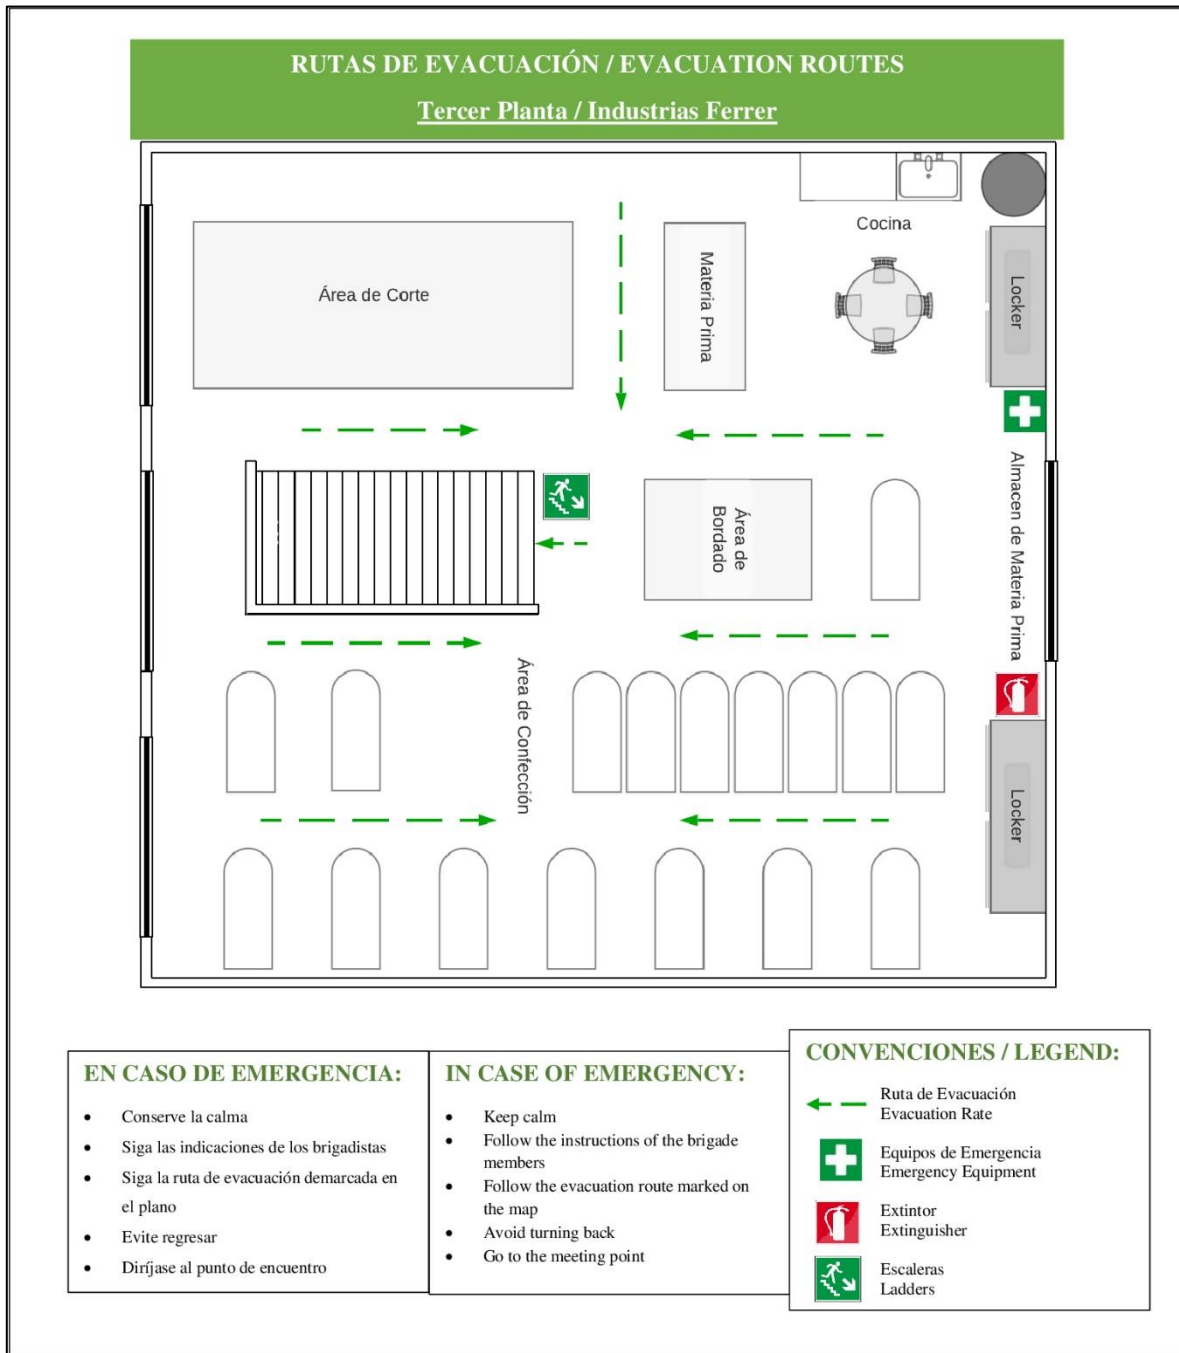 RUTAS DE EVACUACIÓN / EVACUATION ROUTES
Tercer Planta / Industrias Ferrer
Cocina
Área de Corte
Materia Prima
Locker
Almacen de Materia Prima
Área de
Bordado
Área de Confección
Locker
EN CASO DE EMERGENCIA:
• Conserve la calma
• Siga las indicaciones de los brigadistas
• Siga la ruta de evacuación demarcada en
el plano
• Evite regresar
• Diríjase al punto de encuentro
IN CASE OF EMERGENCY:
• Keep calm
• Follow the instructions of the brigade
members
• Follow the evacuation route marked on
the map
• Avoid turning back
• Go to the meeting point
CONVENCIONES / LEGEND:
Ruta de Evacuación
Evacuation Rate
Equipos de Emergencia
Emergency Equipment
Extintor
Extinguisher
Escaleras
Ladders